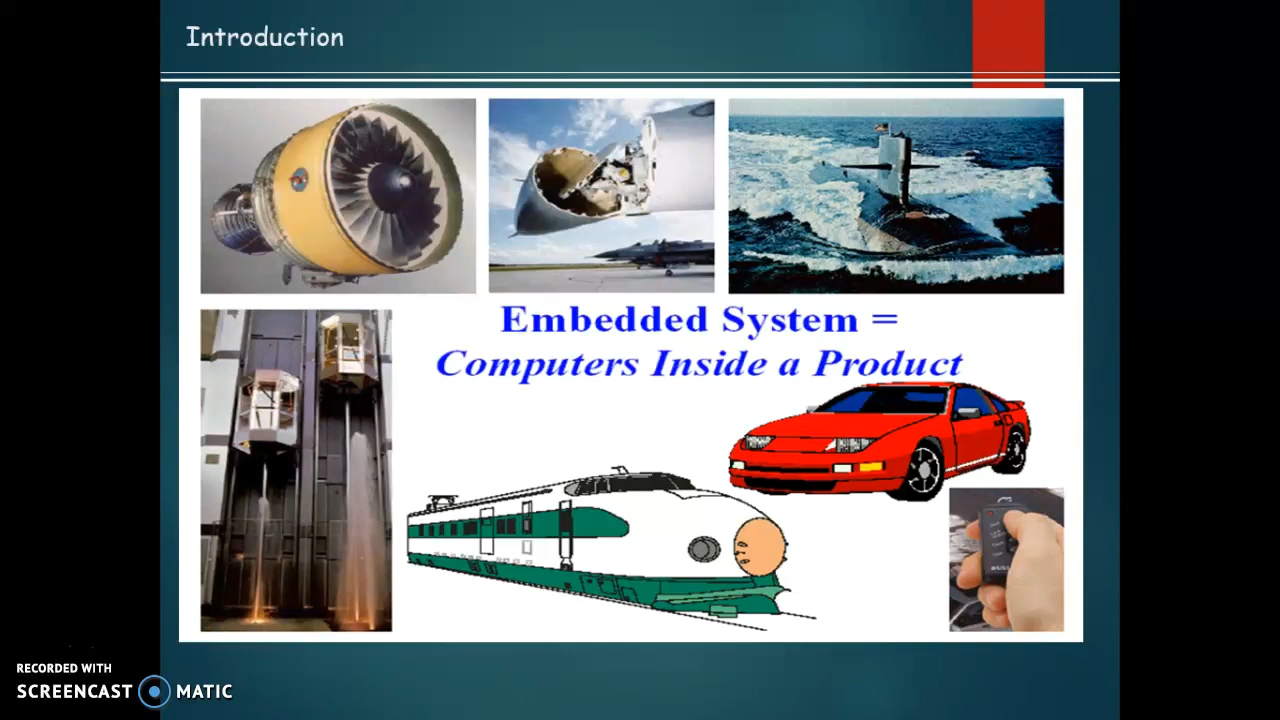 Introduction
Embedded System =
Computers Inside a Product
RECORDED WITH
SCREENCAST MATIC